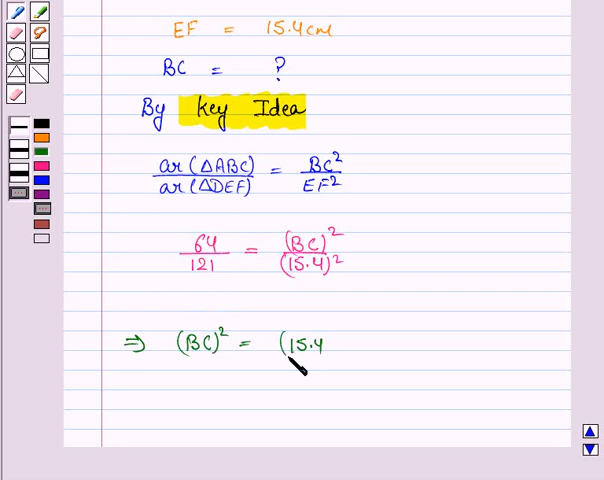 EF = 15.4cm
BC = ?
By Key Idea
ar(△ABC)/ar(△DEF) = BC²/EF²
64/121 = (BC)²/(15.4)²
⇒ (BC)² = (15.4